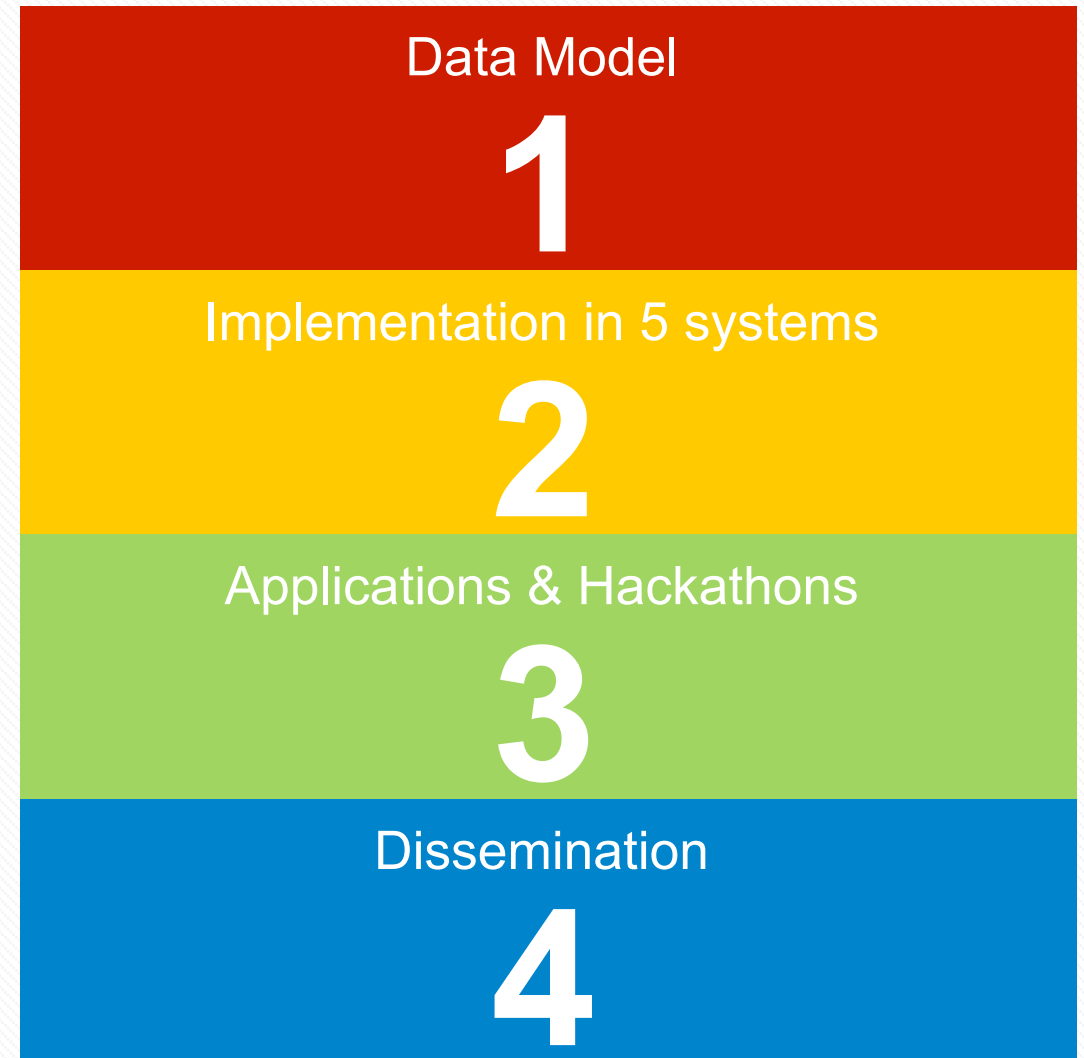 Data Model
1
Implementation in 5 systems
2
Applications & Hackathons
3
Dissemination
4